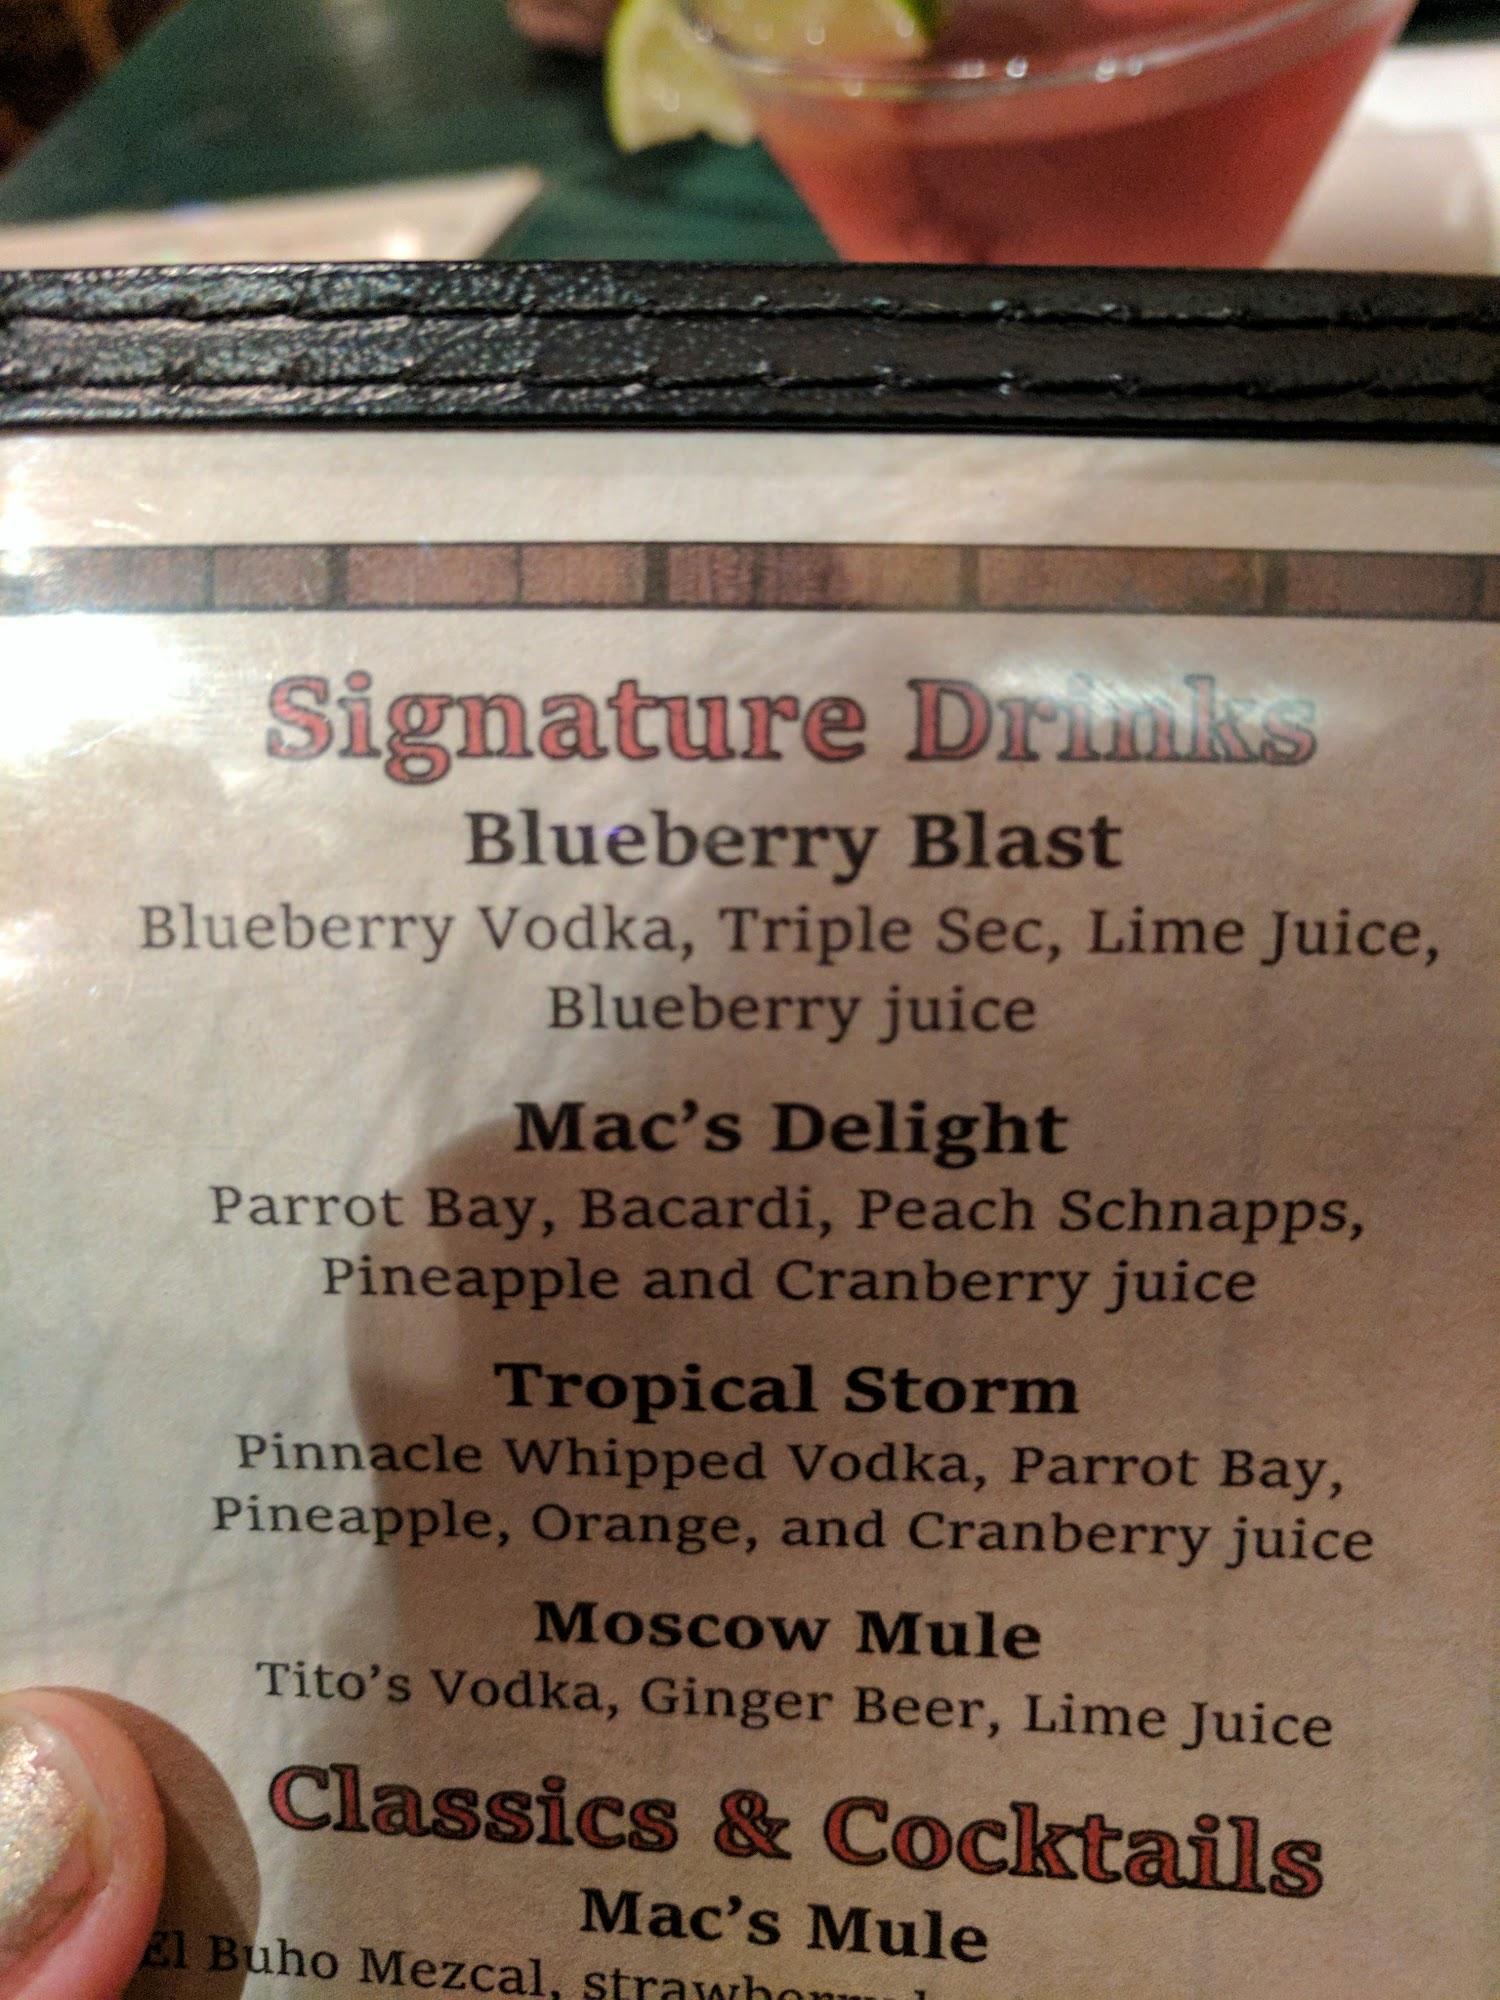 Signature Drinks
Blueberry Blast
Blueberry Vodka, Triple Sec, Lime Juice,
Blueberry juice
Mac's Delight
Parrot Bay, Bacardi, Peach Schnapps,
Pineapple and Cranberry juice
Tropical Storm
Pinnacle Whipped Vodka, Parrot Bay,
Pineapple, Orange, and Cranberry juice
Moscow Mule
Tito's Vodka, Ginger Beer, Lime Juice
Classics & Cocktails
Mac's Mule
El Buho Mezcal, strawberry